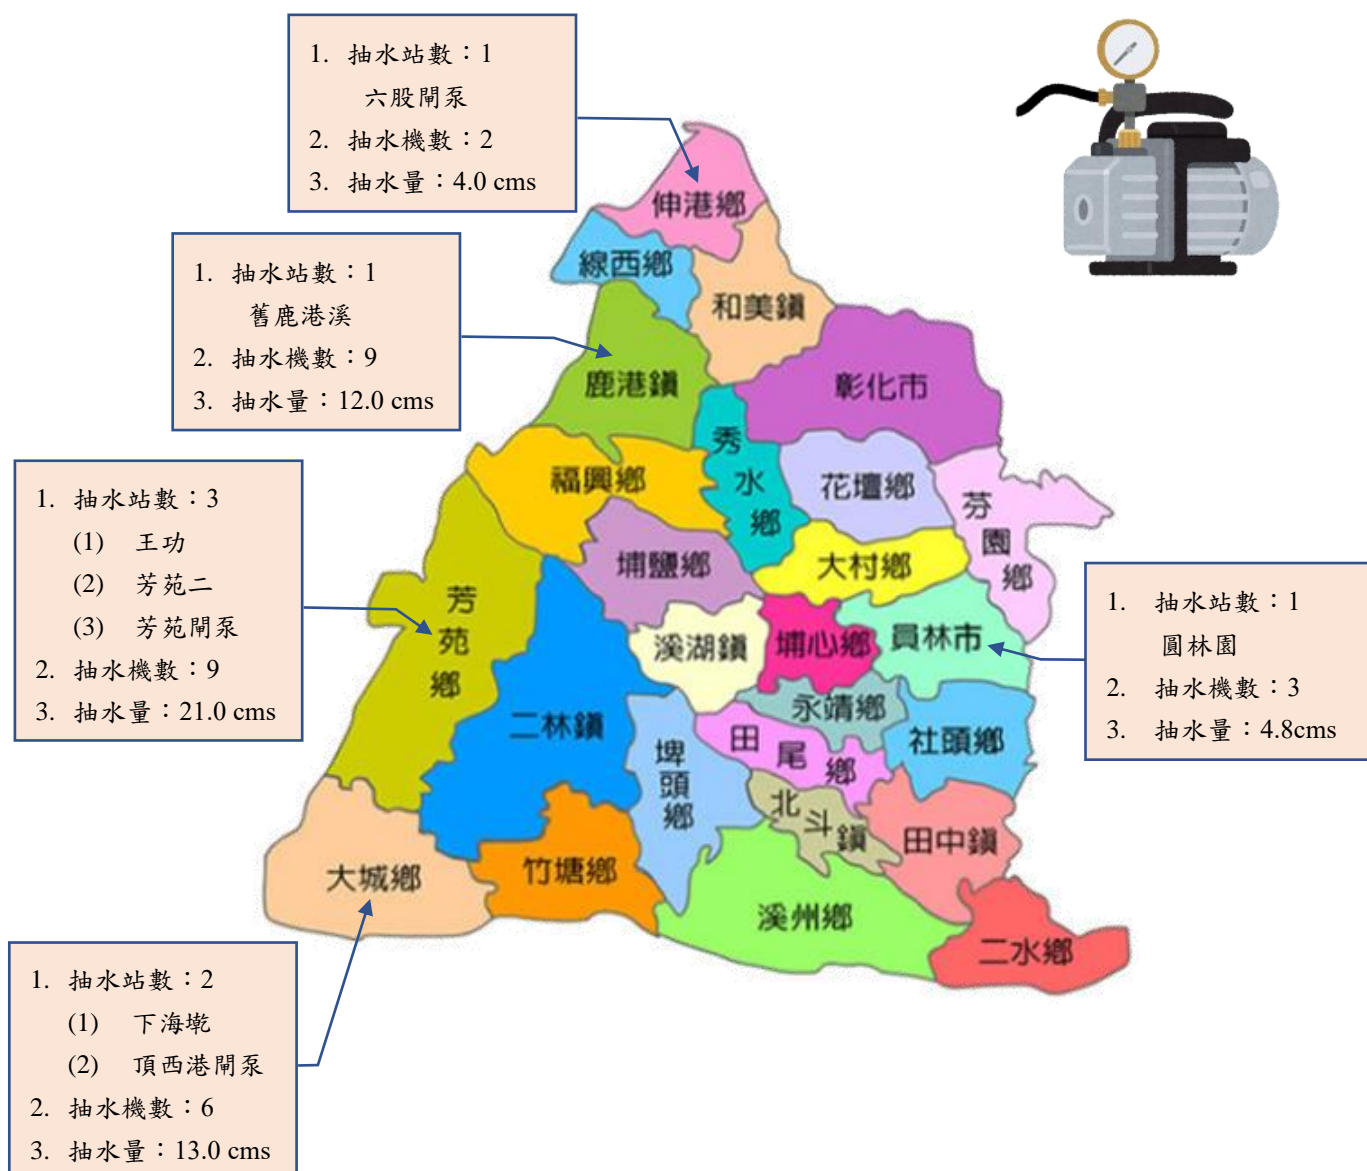 1. 抽水站數：1
六股閘泵
2. 抽水機數：2
3. 抽水量：4.0 cms
伸港鄉
線西鄉
和美鎮
1. 抽水站數：1
舊鹿港溪
2. 抽水機數：9
3. 抽水量：12.0 cms
鹿港鎮
彰化市
秀水鄉
福興鄉
花壇鄉
芬園鄉
1. 抽水站數：3
(1) 王功
(2) 芳苑二
(3) 芳苑閘泵
2. 抽水機數：9
3. 抽水量：21.0 cms
埔鹽鄉
大村鄉
芳苑鄉
溪湖鎮
埔心鄉
員林市
1. 抽水站數：1
圓林園
2. 抽水機數：3
3. 抽水量：4.8cms
二林鎮
永靖鄉
田尾鄉
社頭鄉
埤頭鄉
北斗鎮
田中鎮
大城鄉
竹塘鄉
溪州鄉
二水鄉
1. 抽水站數：2
(1) 下海墘
(2) 頂西港閘泵
2. 抽水機數：6
3. 抽水量：13.0 cms